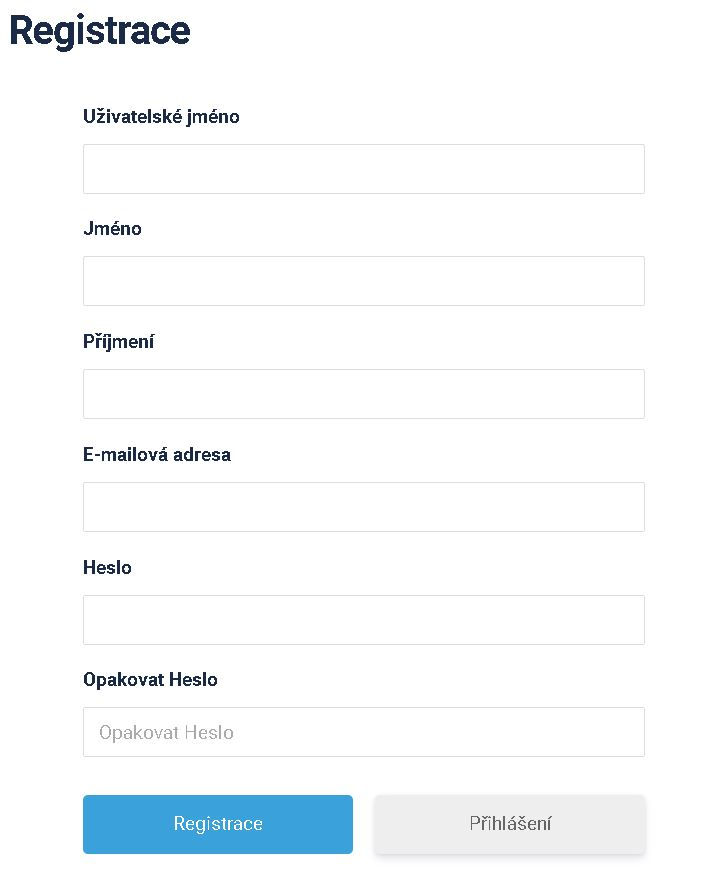 Registrace
Uživatelské jméno
Jméno
Příjmení
E-mailová adresa
Heslo
Opakovat Heslo
Opakovat Heslo
Registrace
Přihlášení